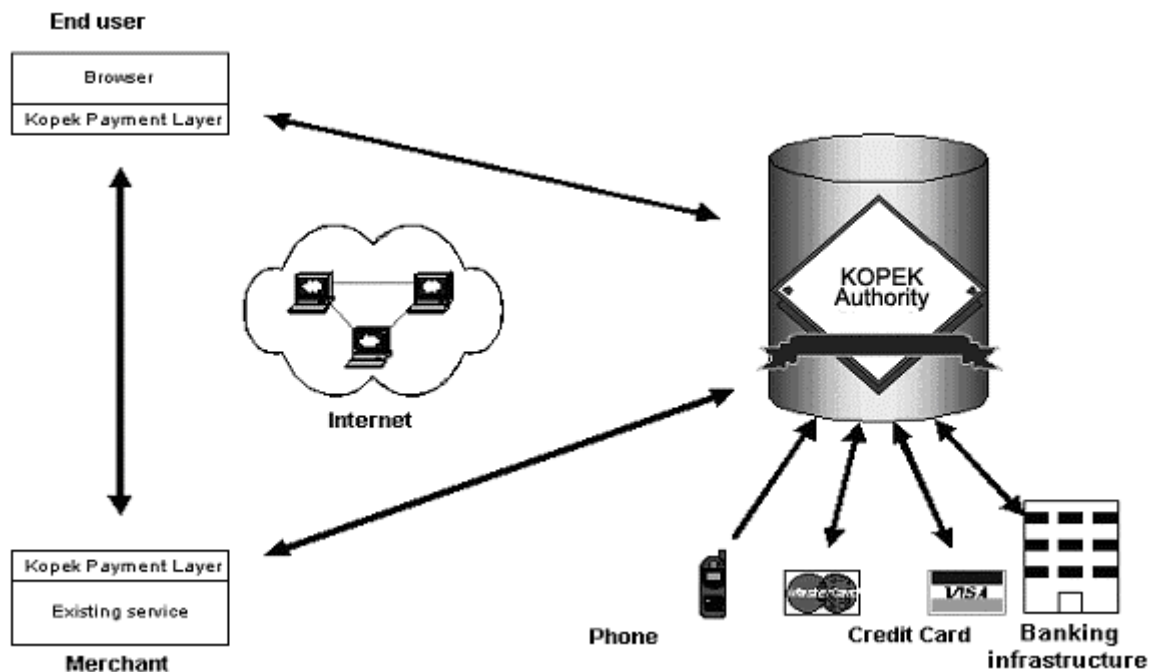 End user
Browser
Kopek Payment Layer
KOPEK
Authority
Internet
Kopek Payment Layer
Existing service
Merchant
Phone
MasterCard
VISA
Credit Card
Banking
infrastructure